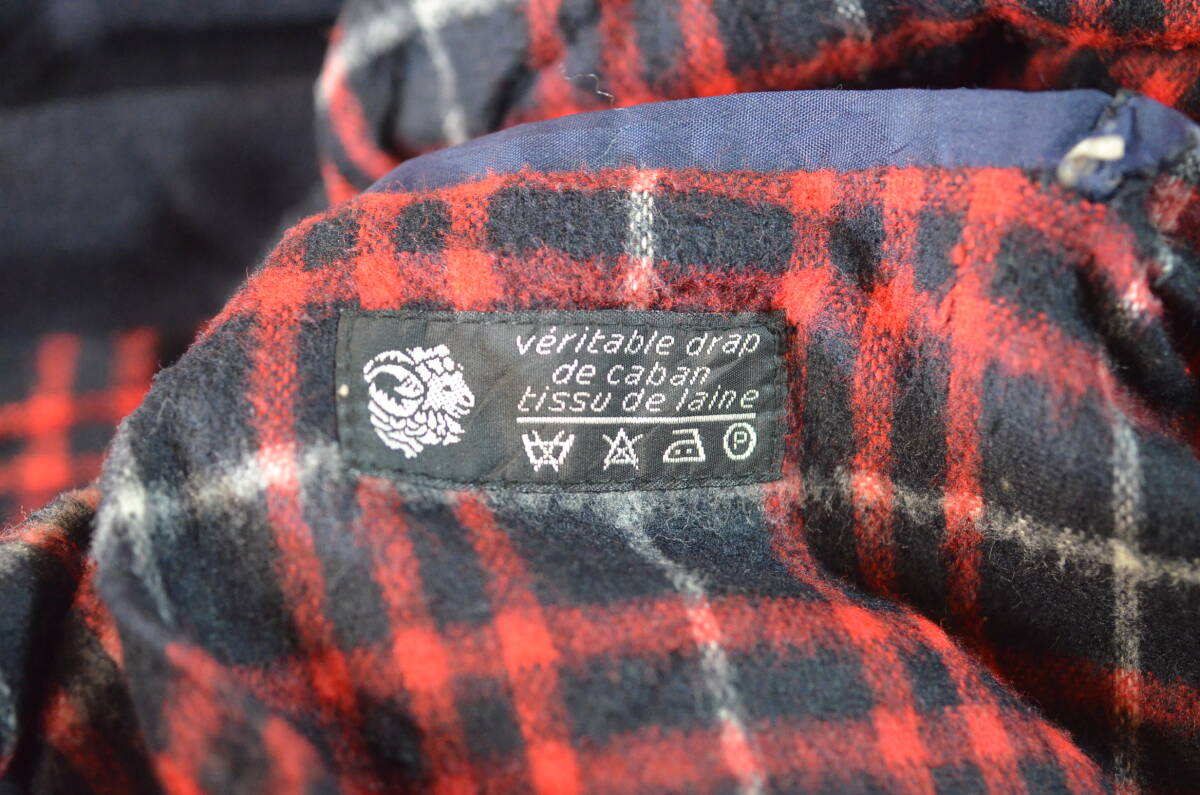 véritable drap
de caban
tissu de laine
P